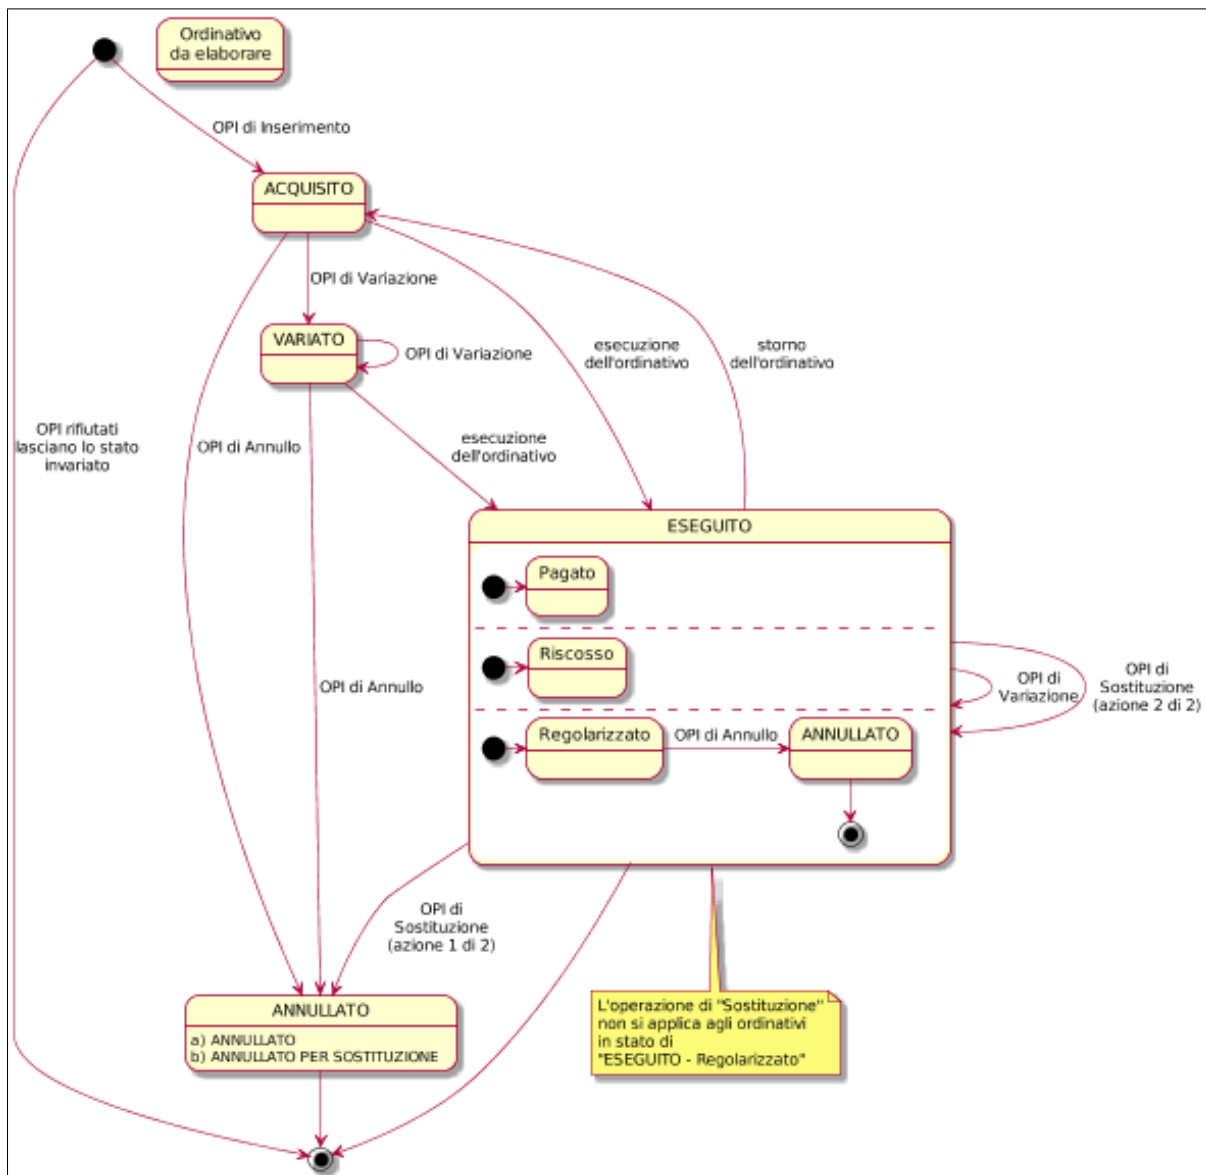 Ordinativo
da elaborare
OPI di Inserimento
ACQUISITO
OPI di Variazione
VARIATO
OPI di Variazione
esecuzione
dell'ordinativo
storno
dell'ordinativo
OPI rifiutati
lasciano lo stato
invariato
OPI di Annullo
esecuzione
dell'ordinativo
ESEGUITO
Pagato
Riscosso
OPI di Annullo
OPI di
Variazione
OPI di
Sostituzione
(azione 2 di 2)
Regolarizzato
OPI di Annullo
ANNULLATO
OPI di
Sostituzione
(azione 1 di 2)
ANNULLATO
a) ANNULLATO
b) ANNULLATO PER SOSTITUZIONE
L'operazione di "Sostituzione"
non si applica agli ordinativi
in stato di
"ESEGUITO - Regolarizzato"